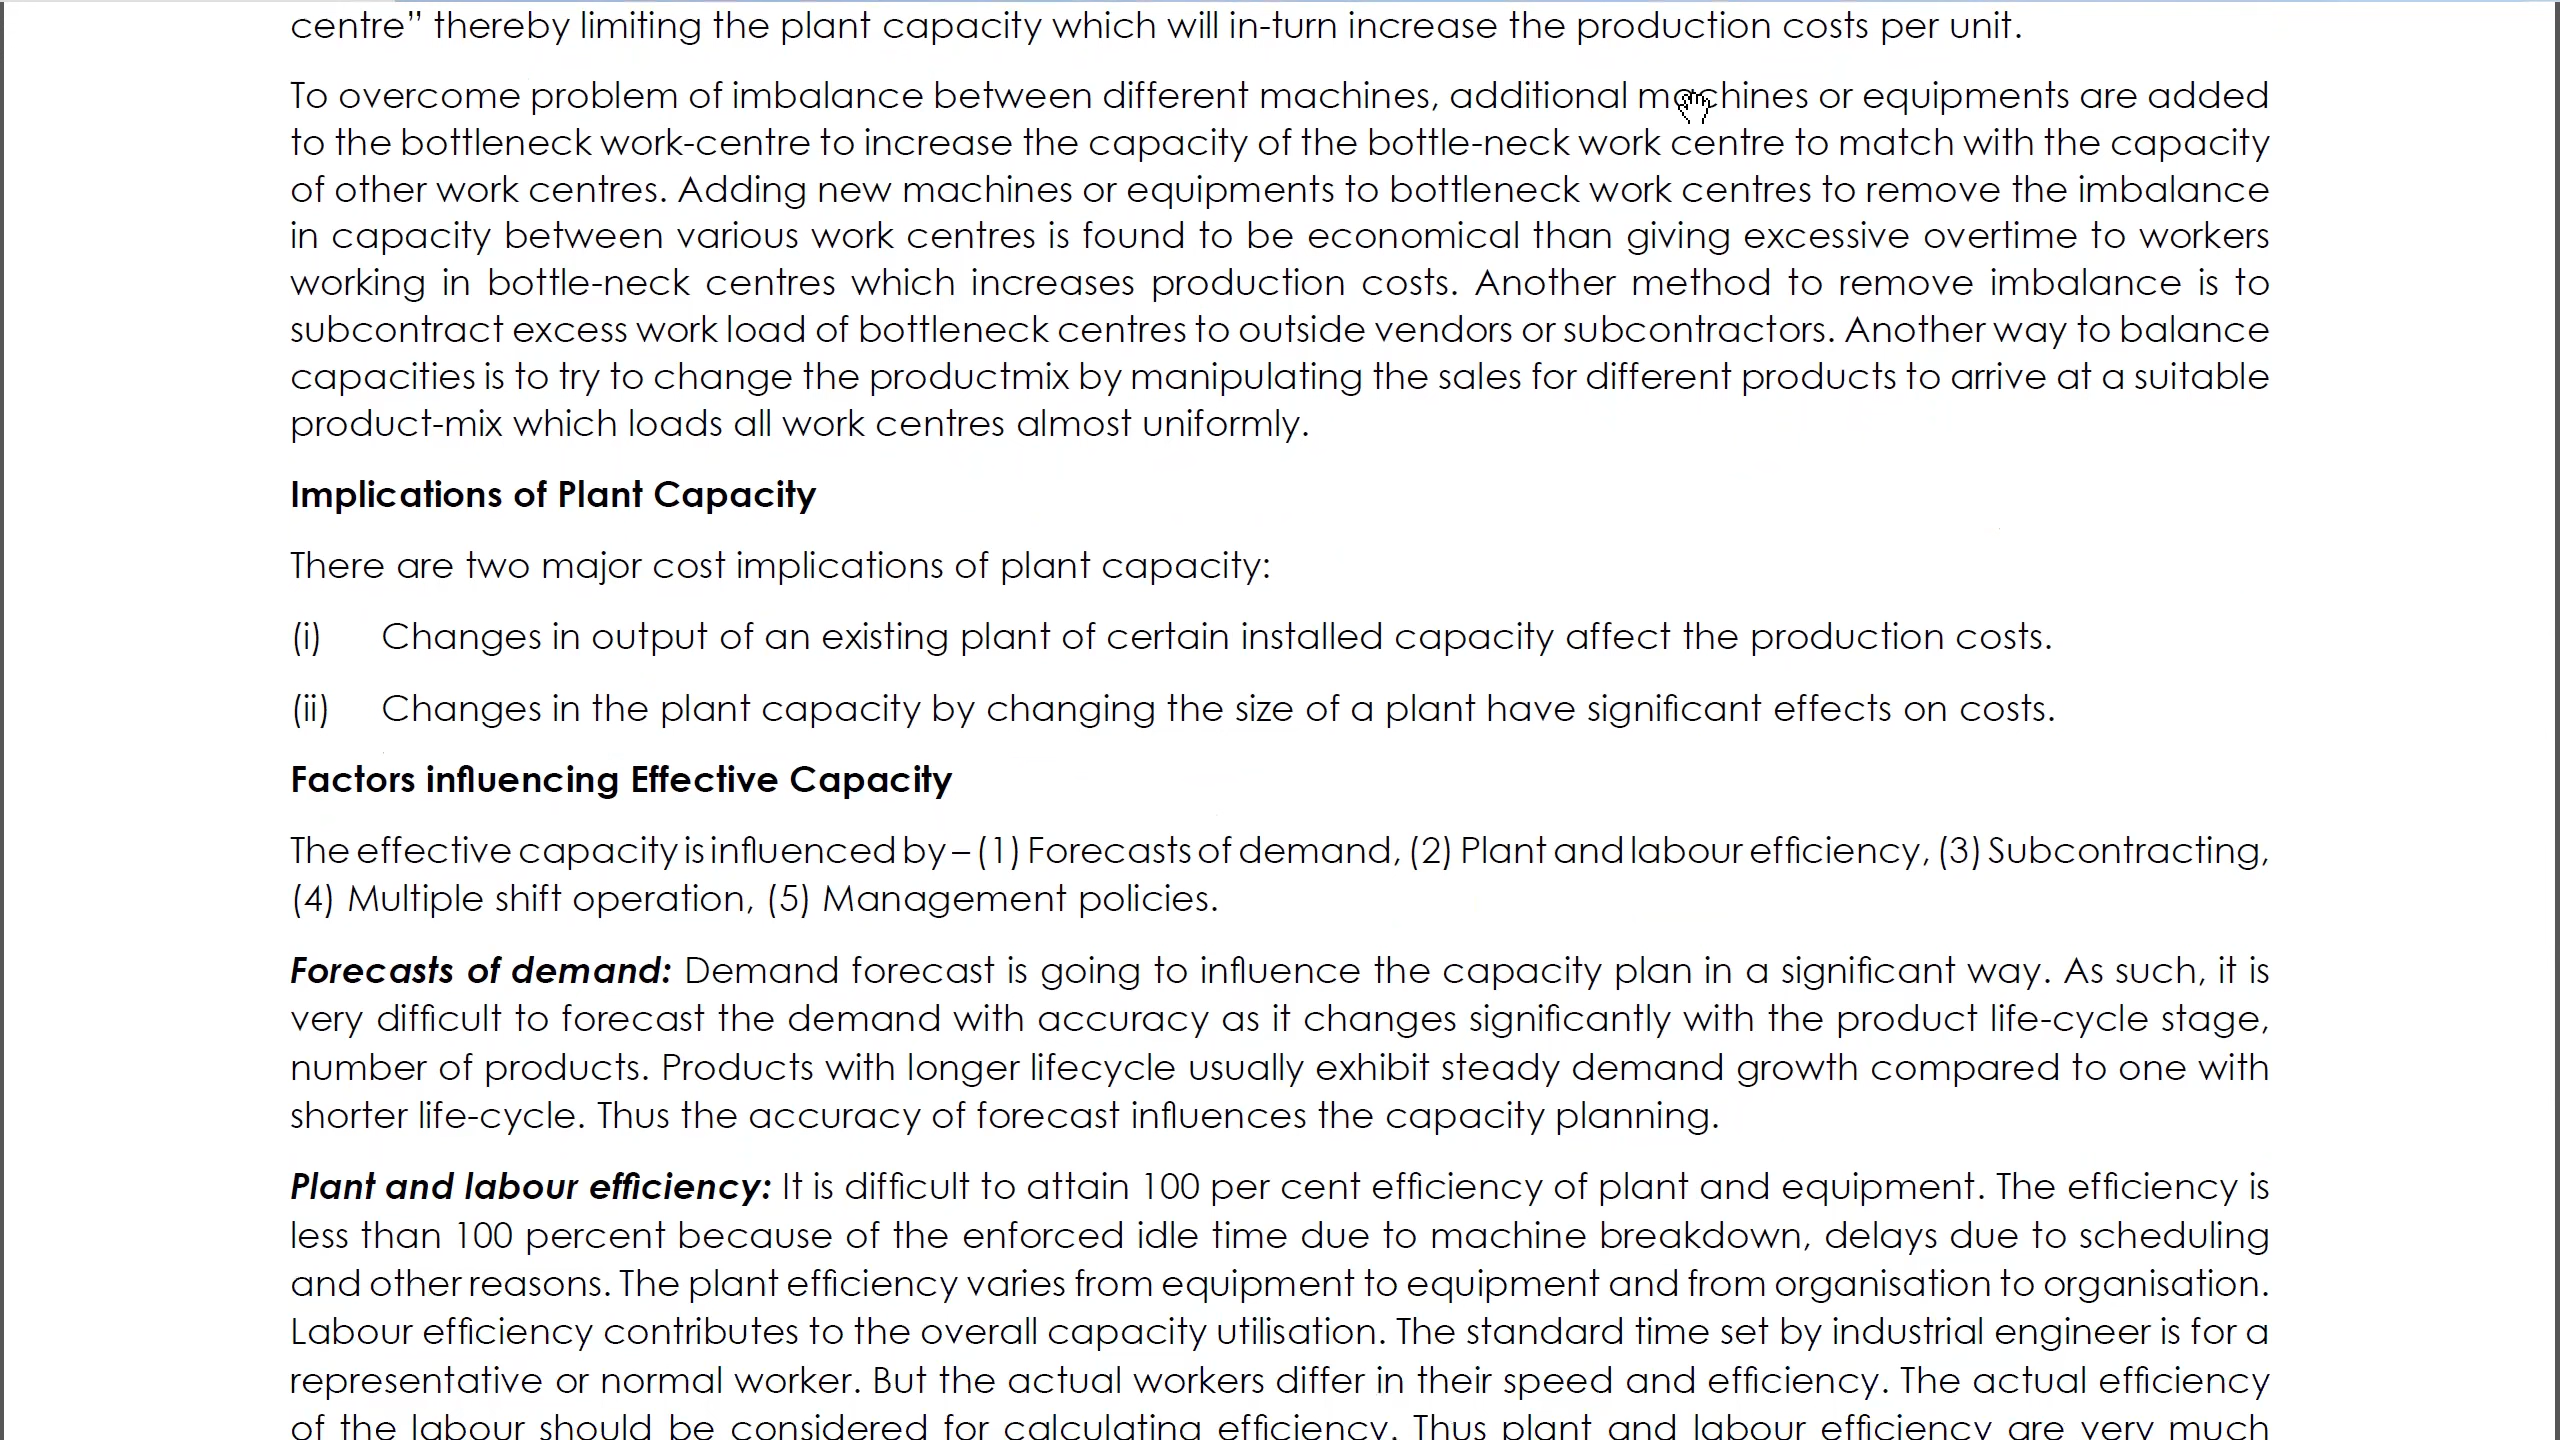 centre” thereby limiting the plant capacity which will in-turn increase the production costs per unit.
To overcome problem of imbalance between different machines, additional machines or equipments are added
to the bottleneck work-centre to increase the capacity of the bottle-neck work centre to match with the capacity
of other work centres. Adding new machines or equipments to bottleneck work centres to remove the imbalance
in capacity between various work centres is found to be economical than giving excessive overtime to workers
working in bottle-neck centres which increases production costs. Another method to remove imbalance is to
subcontract excess work load of bottleneck centres to outside vendors or subcontractors. Another way to balance
capacities is to try to change the productmix by manipulating the sales for different products to arrive at a suitable
product-mix which loads all work centres almost uniformly.
Implications of Plant Capacity
There are two major cost implications of plant capacity:
(i) Changes in output of an existing plant of certain installed capacity affect the production costs.
(ii) Changes in the plant capacity by changing the size of a plant have significant effects on costs.
Factors influencing Effective Capacity
The effective capacity is influenced by – (1) Forecasts of demand, (2) Plant and labour efficiency, (3) Subcontracting,
(4) Multiple shift operation, (5) Management policies.
Forecasts of demand: Demand forecast is going to influence the capacity plan in a significant way. As such, it is
very difficult to forecast the demand with accuracy as it changes significantly with the product life-cycle stage,
number of products. Products with longer lifecycle usually exhibit steady demand growth compared to one with
shorter life-cycle. Thus the accuracy of forecast influences the capacity planning.
Plant and labour efficiency: It is difficult to attain 100 per cent efficiency of plant and equipment. The efficiency is
less than 100 percent because of the enforced idle time due to machine breakdown, delays due to scheduling
and other reasons. The plant efficiency varies from equipment to equipment and from organisation to organisation.
Labour efficiency contributes to the overall capacity utilisation. The standard time set by industrial engineer is for a
representative or normal worker. But the actual workers differ in their speed and efficiency. The actual efficiency
of the labour should be considered for calculating efficiency. Thus plant and labour efficiency are very much